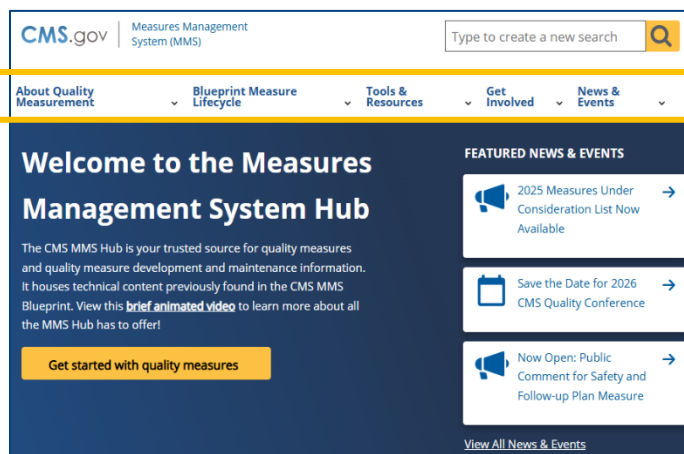 CMS.gov
Measures Management
System (MMS)
Type to create a new search
About Quality
Measurement
Blueprint Measure
Lifecycle
Tools &
Resources
Get
Involved
News &
Events
Welcome to the Measures
Management System Hub
The CMS MMS Hub is your trusted source for quality measures
and quality measure development and maintenance information.
It houses technical content previously found in the CMS MMS
Blueprint. View this brief animated video to learn more about all
the MMS Hub has to offer!
Get started with quality measures
FEATURED NEWS & EVENTS
2025 Measures Under
Consideration List Now
Available
Save the Date for 2026
CMS Quality Conference
Now Open: Public
Comment for Safety and
Follow-up Plan Measure
View All News & Events